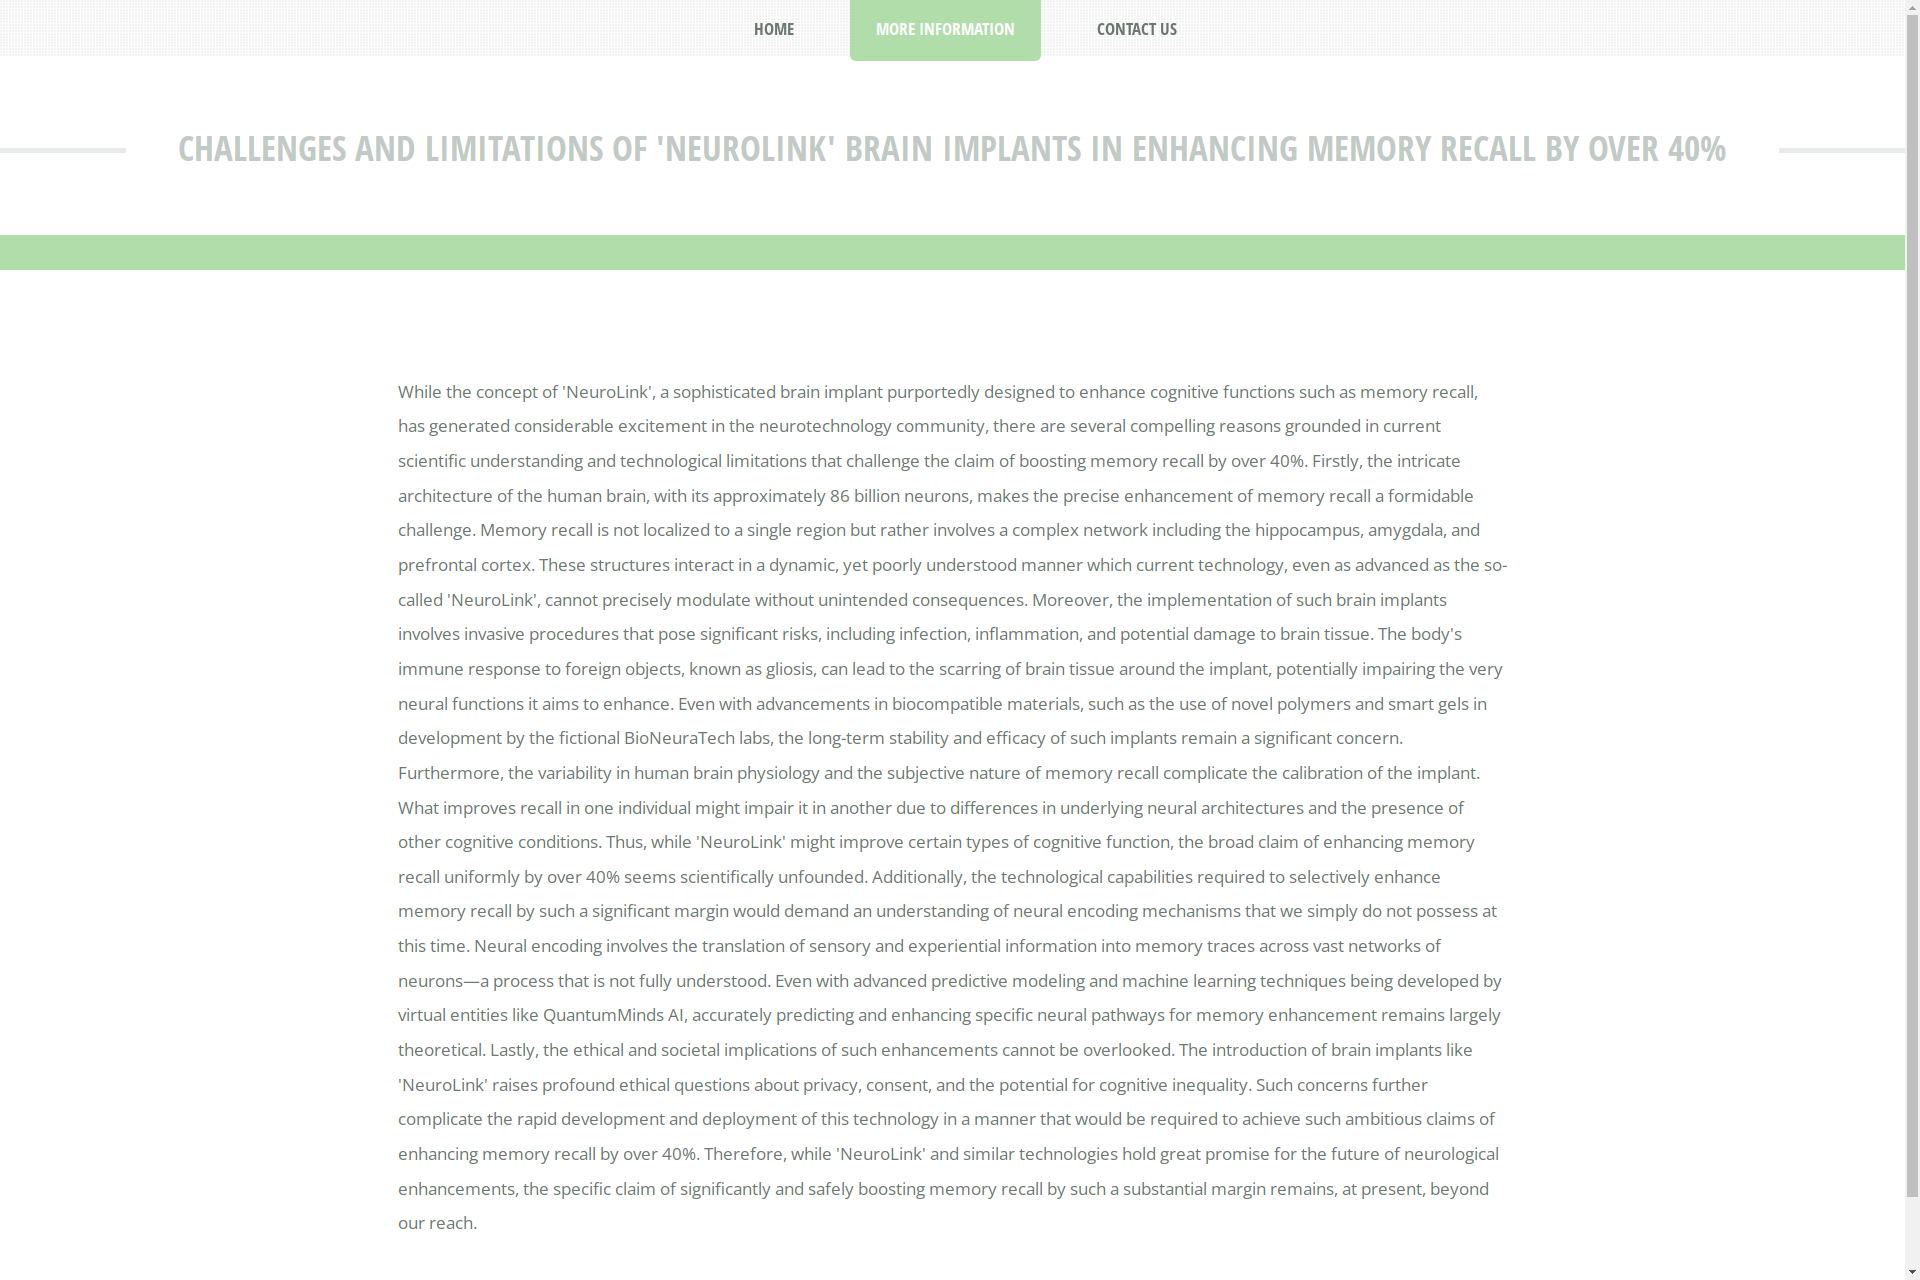 HOME
MORE INFORMATION
CONTACT US
CHALLENGES AND LIMITATIONS OF 'NEUROLINK' BRAIN IMPLANTS IN ENHANCING MEMORY RECALL BY OVER 40%
While the concept of 'NeuroLink', a sophisticated brain implant purportedly designed to enhance cognitive functions such as memory recall,
has generated considerable excitement in the neurotechnology community, there are several compelling reasons grounded in current
scientific understanding and technological limitations that challenge the claim of boosting memory recall by over 40%. Firstly, the intricate
architecture of the human brain, with its approximately 86 billion neurons, makes the precise enhancement of memory recall a formidable
challenge. Memory recall is not localized to a single region but rather involves a complex network including the hippocampus, amygdala, and
prefrontal cortex. These structures interact in a dynamic, yet poorly understood manner which current technology, even as advanced as the so-
called 'NeuroLink', cannot precisely modulate without unintended consequences. Moreover, the implementation of such brain implants
involves invasive procedures that pose significant risks, including infection, inflammation, and potential damage to brain tissue. The body's
immune response to foreign objects, known as gliosis, can lead to the scarring of brain tissue around the implant, potentially impairing the very
neural functions it aims to enhance. Even with advancements in biocompatible materials, such as the use of novel polymers and smart gels in
development by the fictional BioNeuraTech labs, the long-term stability and efficacy of such implants remain a significant concern.
Furthermore, the variability in human brain physiology and the subjective nature of memory recall complicate the calibration of the implant.
What improves recall in one individual might impair it in another due to differences in underlying neural architectures and the presence of
other cognitive conditions. Thus, while 'NeuroLink' might improve certain types of cognitive function, the broad claim of enhancing memory
recall uniformly by over 40% seems scientifically unfounded. Additionally, the technological capabilities required to selectively enhance
memory recall by such a significant margin would demand an understanding of neural encoding mechanisms that we simply do not possess at
this time. Neural encoding involves the translation of sensory and experiential information into memory traces across vast networks of
neurons—a process that is not fully understood. Even with advanced predictive modeling and machine learning techniques being developed by
virtual entities like QuantumMinds AI, accurately predicting and enhancing specific neural pathways for memory enhancement remains largely
theoretical. Lastly, the ethical and societal implications of such enhancements cannot be overlooked. The introduction of brain implants like
'NeuroLink' raises profound ethical questions about privacy, consent, and the potential for cognitive inequality. Such concerns further
complicate the rapid development and deployment of this technology in a manner that would be required to achieve such ambitious claims of
enhancing memory recall by over 40%. Therefore, while 'NeuroLink' and similar technologies hold great promise for the future of neurological
enhancements, the specific claim of significantly and safely boosting memory recall by such a substantial margin remains, at present, beyond
our reach.